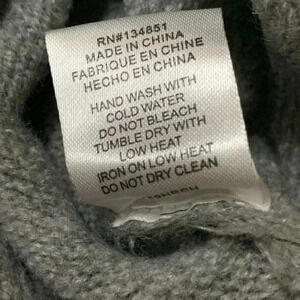 RN#134851
MADE IN CHINA
FABRIQUE EN CHINE
HECHO EN CHINA
HAND WASH WITH
COLD WATER
DO NOT BLEACH
TUMBLE DRY WITH
LOW HEAT
IRON ON LOW HEAT
DO NOT DRY CLEAN